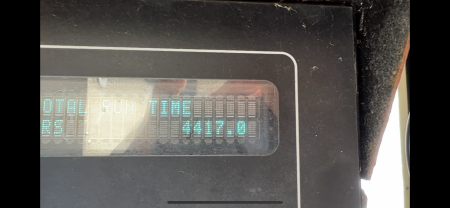 OTAL RUN TIME
RS 4417.0